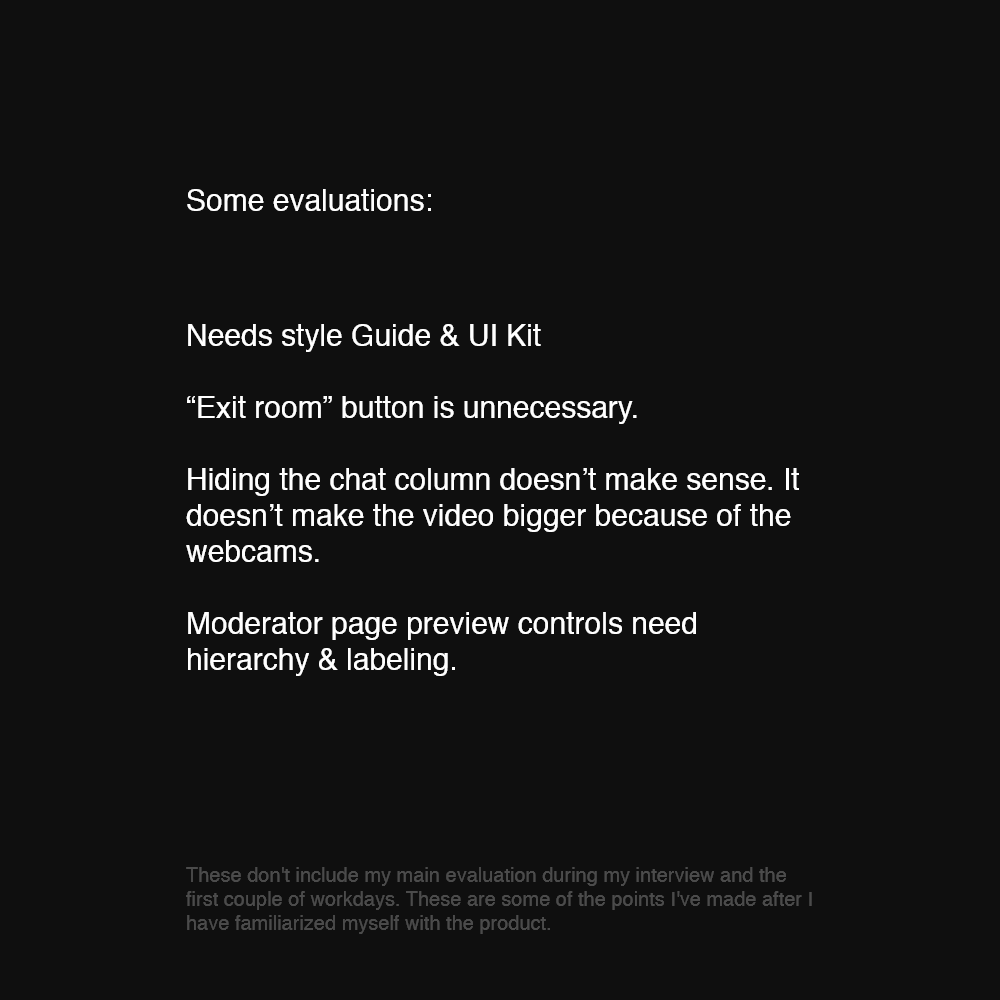 Some evaluations:
Needs style Guide & UI Kit
“Exit room” button is unnecessary.
Hiding the chat column doesn’t make sense. It
doesn’t make the video bigger because of the
webcams.
Moderator page preview controls need
hierarchy & labeling.
These don't include my main evaluation during my interview and the
first couple of workdays. These are some of the points I've made after I
have familiarized myself with the product.